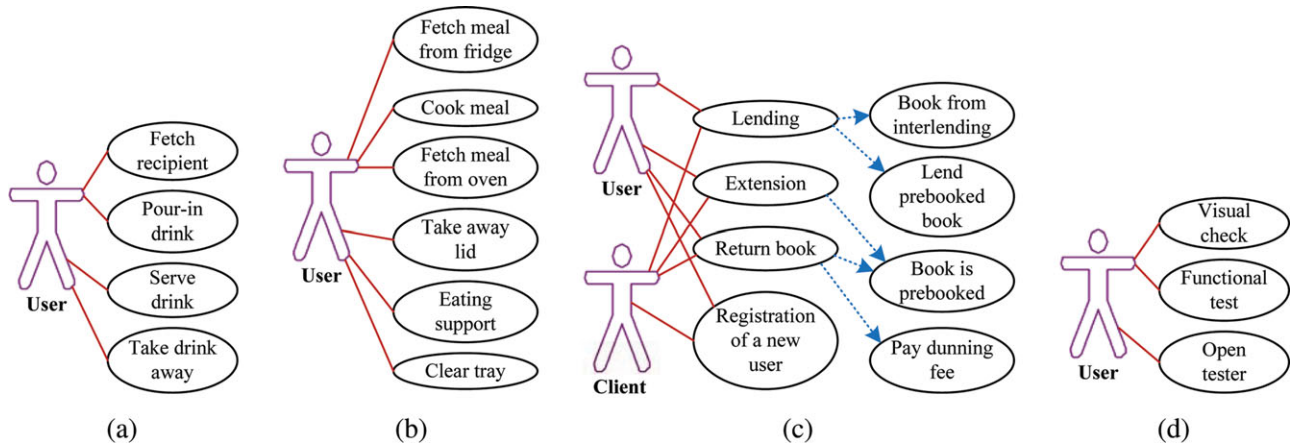 Fetch
recipient
Pour-in
drink
Serve
drink
Take drink
away
User
(a)
Fetch meal
from fridge
Cook meal
Fetch meal
from oven
Take away
lid
Eating
support
Clear tray
User
(b)
User
Client
Lending
Extension
Return book
Registration
of a new
user
Book from
interlending
Lend
prebooked
book
Book is
prebooked
Pay dunning
fee
(c)
Visual
check
Functional
test
Open
tester
User
(d)